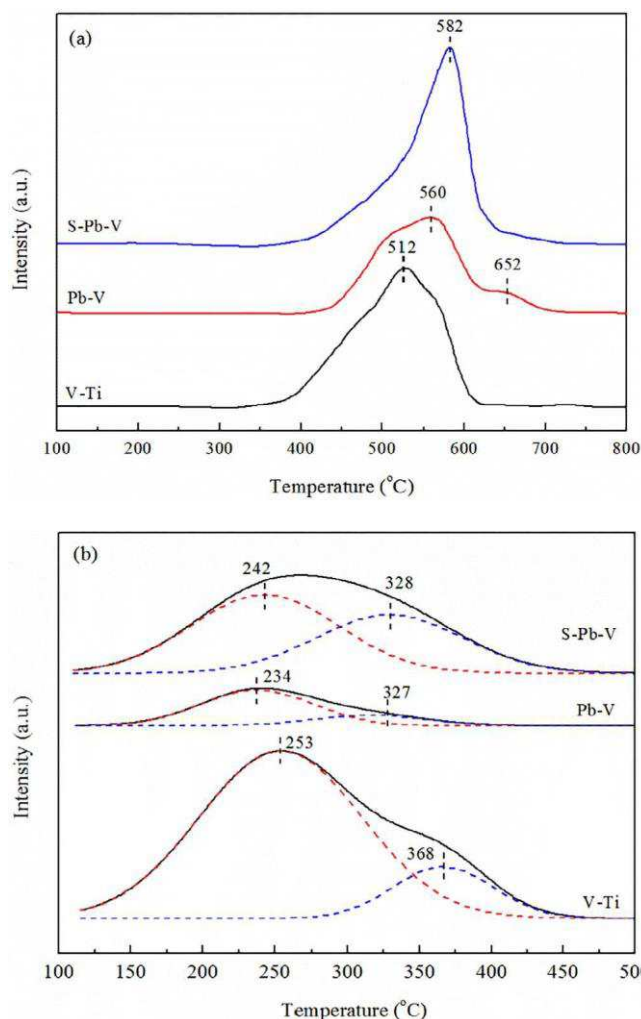 (a)
582
S-Pb-V
560
652
Pb-V
512
V-Ti
Intensity (a.u.)
100 200 300 400 500 600 700 800
Temperature (°C)
(b)
242
328
S-Pb-V
234
327
Pb-V
253
368
V-Ti
Intensity (a.u.)
100 150 200 250 300 350 400 450 500
Temperature (°C)